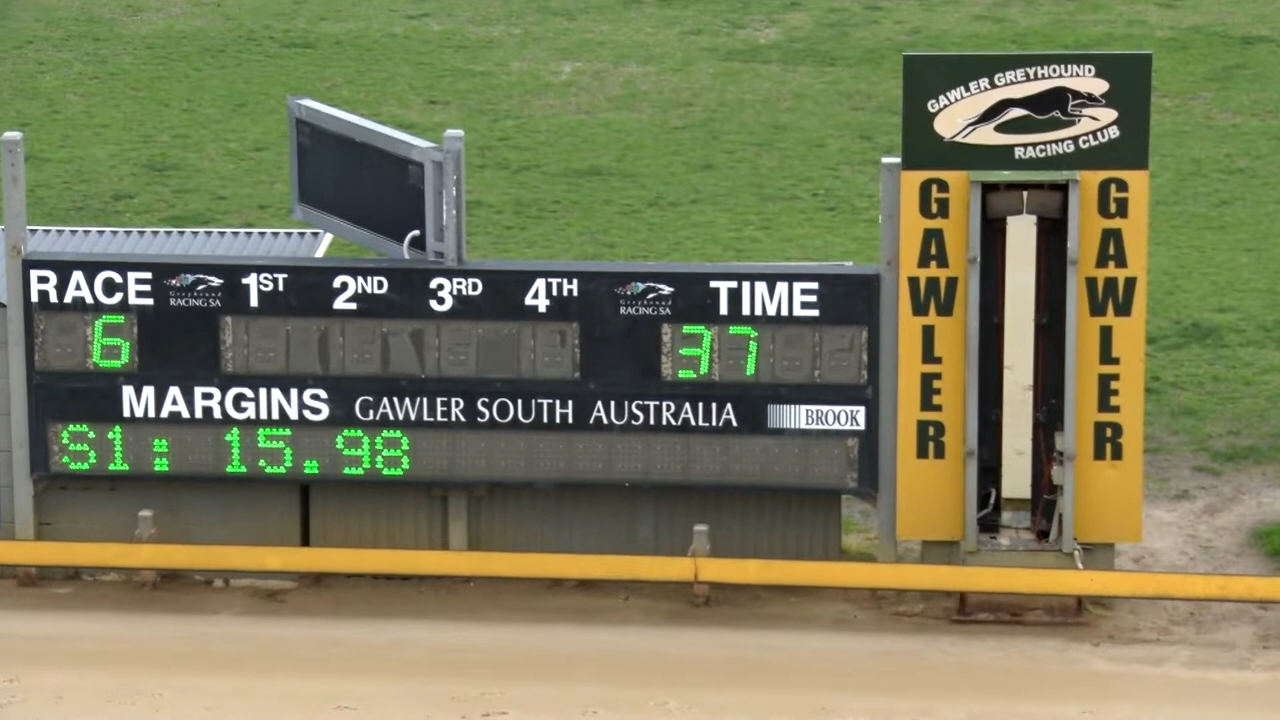 GAWLER GREYHOUND
RACING CLUB
GAWLER
GAWLER
RACE
Greyhound
RACING SA
1ST 2ND 3RD 4TH
Greyhound
RACING SA
TIME
6
37
MARGINS GAWLER SOUTH AUSTRALIA BROOK
S1: 15.98